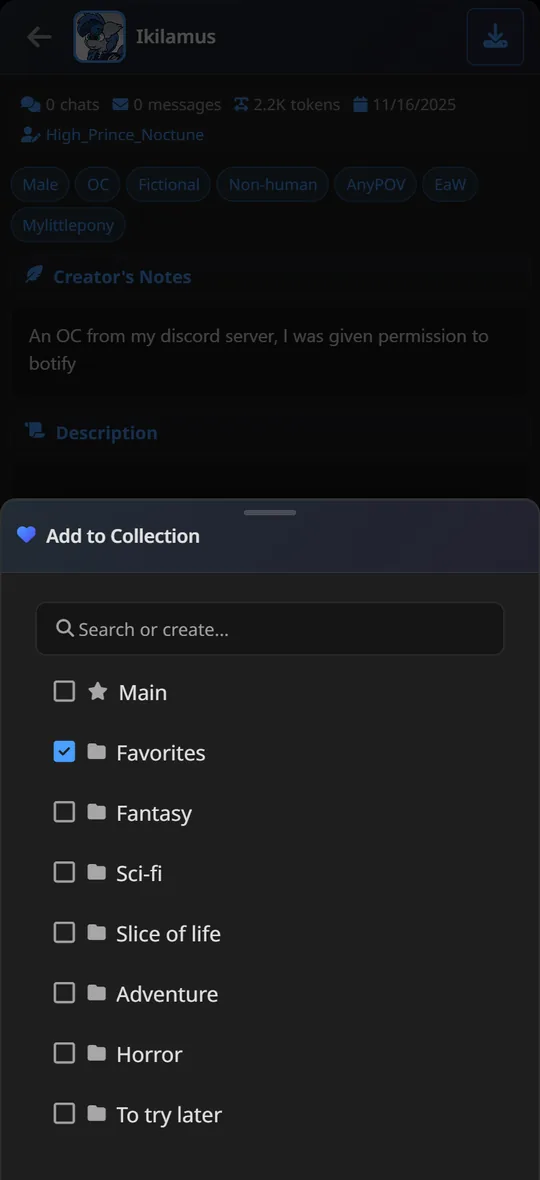 Ikilamus
0 chats 0 messages 2.2K tokens 11/16/2025
High_Prince_Noctune
Male OC Fictional Non-human AnyPOV EaW
Mylittlepony
Creator's Notes
An OC from my discord server, I was given permission to
botify
Description
Add to Collection
Search or create...
Main
Favorites
Fantasy
Sci-fi
Slice of life
Adventure
Horror
To try later